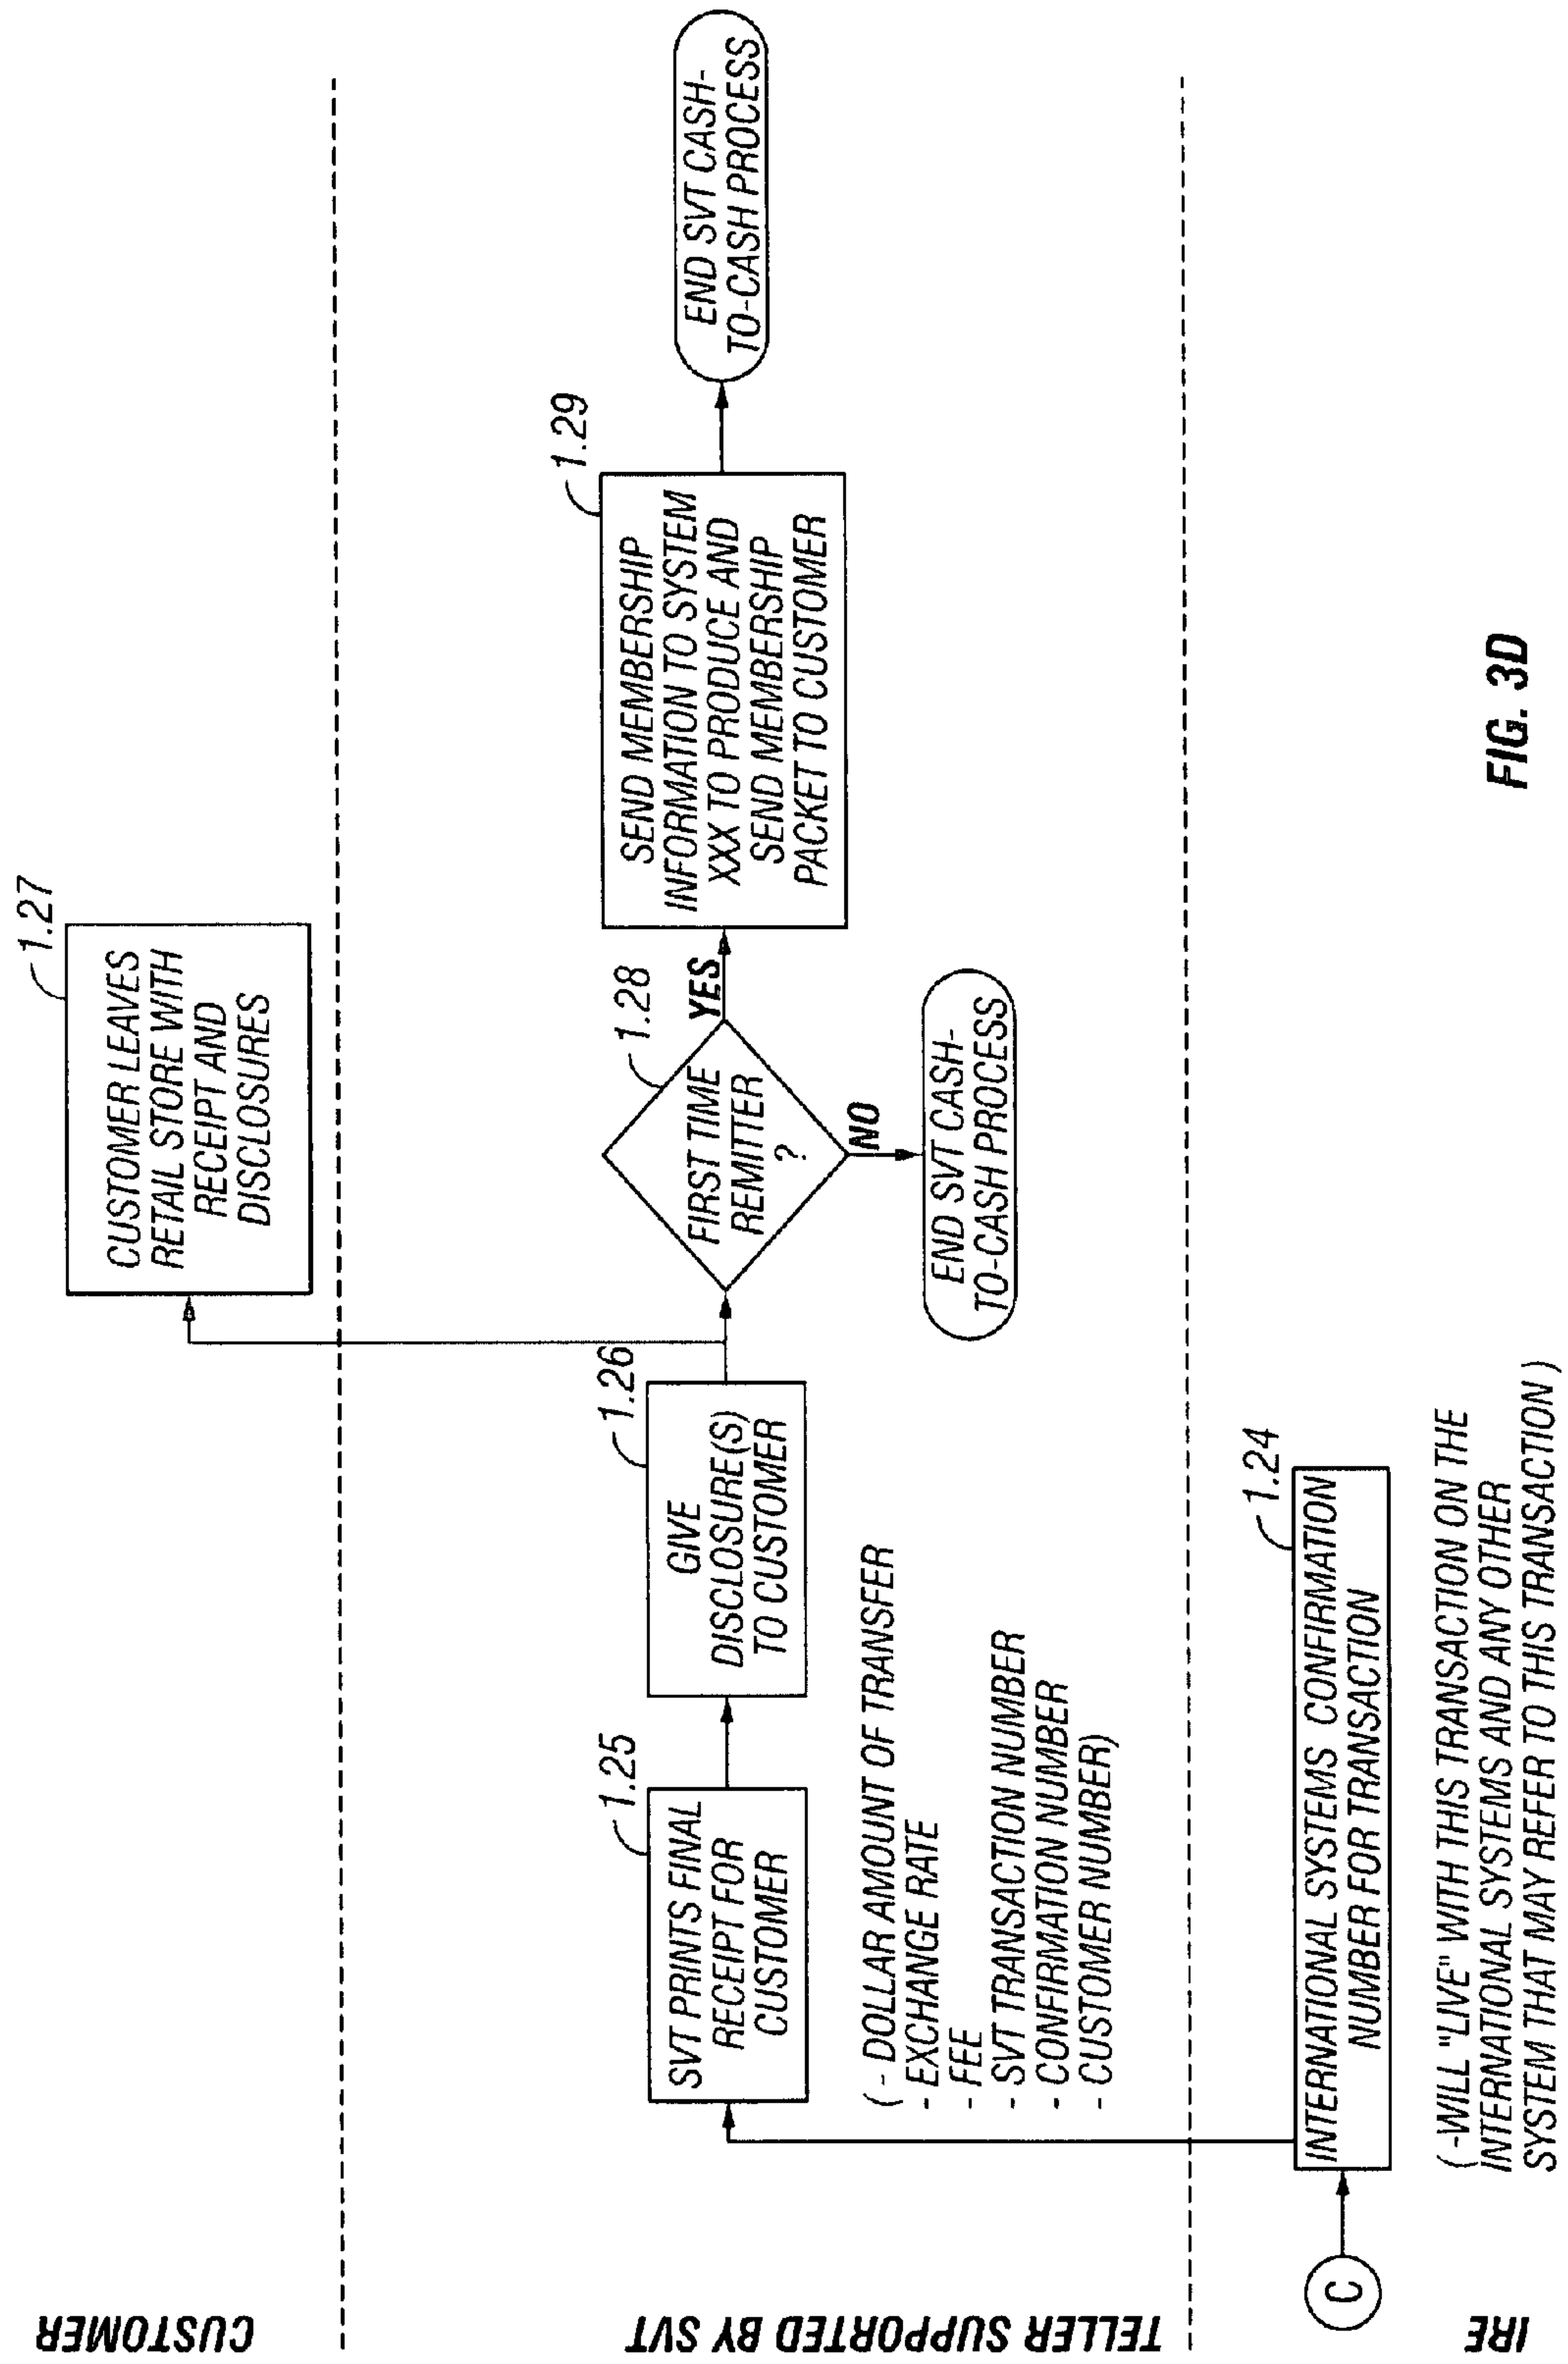 CUSTOMER
1.27
CUSTOMER LEAVES
RETAIL STORE WITH
RECEIPT AND
DISCLOSURES
TELLER SUPPORTED BY SVT
1.25
SVT PRINTS FINAL
RECEIPT FOR
CUSTOMER
(- DOLLAR AMOUNT OF TRANSFER
- EXCHANGE RATE
- FEE
- SVT TRANSACTION NUMBER
- CONFIRMATION NUMBER
- CUSTOMER NUMBER)
1.26
GIVE
DISCLOSURE(S)
TO CUSTOMER
1.28
FIRST TIME
REMITTER
?
YES
NO
END SVT CASH-
TO-CASH PROCESS
1.29
SEND MEMBERSHIP
INFORMATION TO SYSTEM
XXX TO PRODUCE AND
SEND MEMBERSHIP
PACKET TO CUSTOMER
END SVT CASH-
TO-CASH PROCESS
IRE
C
1.24
INTERNATIONAL SYSTEMS CONFIRMATION
NUMBER FOR TRANSACTION
(-WILL "LIVE" WITH THIS TRANSACTION ON THE
INTERNATIONAL SYSTEMS AND ANY OTHER
SYSTEM THAT MAY REFER TO THIS TRANSACTION)
FIG. 3D